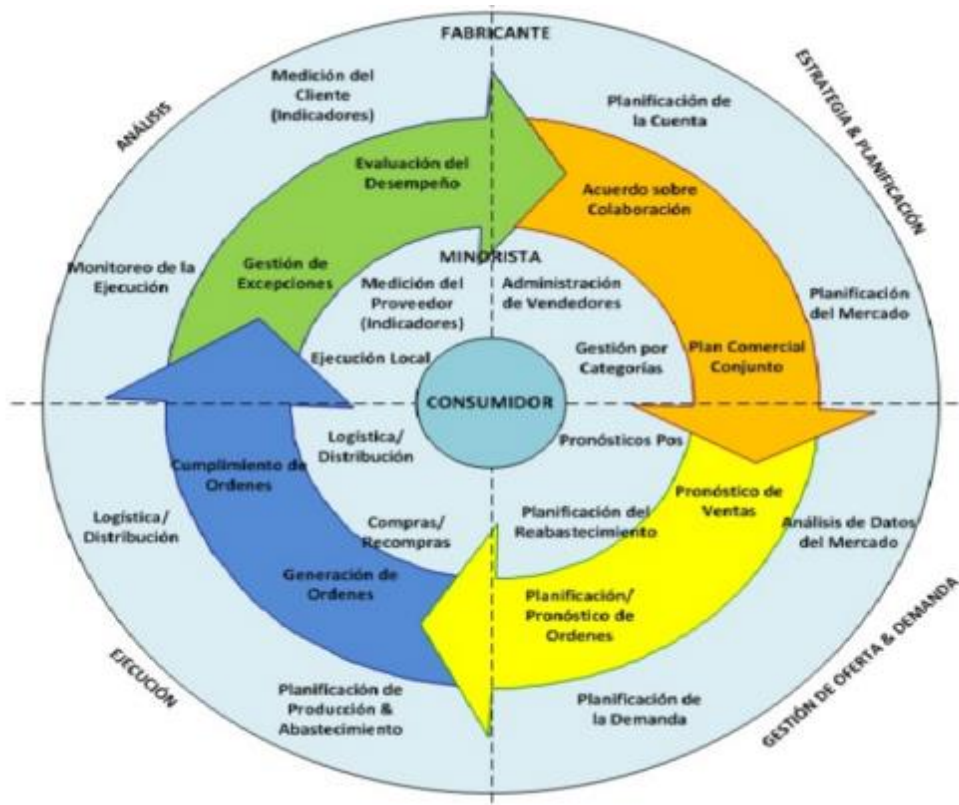 FABRICANTE
ANÁLISIS
ESTRATEGIA & PLANIFICACIÓN
Medición del
Cliente
(Indicadores)
Planificación de
la Cuenta
Evaluación del
Desempeño
Acuerdo sobre
Colaboración
MINORISTA
Monitoreo de la
Ejecución
Gestión de
Excepciones
Medición del
Proveedor
(Indicadores)
Administración
de Vendedores
Planificación
del Mercado
Ejecución Local
Gestión por
Categorías
Plan Comercial
Conjunto
CONSUMIDOR
Logística/
Distribución
Pronósticos Pos
Cumplimiento de
Ordenes
Pronóstico de
Ventas
Logística/
Distribución
Compras/
Recompras
Planificación del
Reabastecimiento
Análisis de Datos
del Mercado
Generación de
Ordenes
Planificación/
Pronóstico de
Ordenes
EJECUCIÓN
Planificación de
Producción &
Abastecimiento
Planificación de
la Demanda
GESTIÓN DE OFERTA & DEMANDA